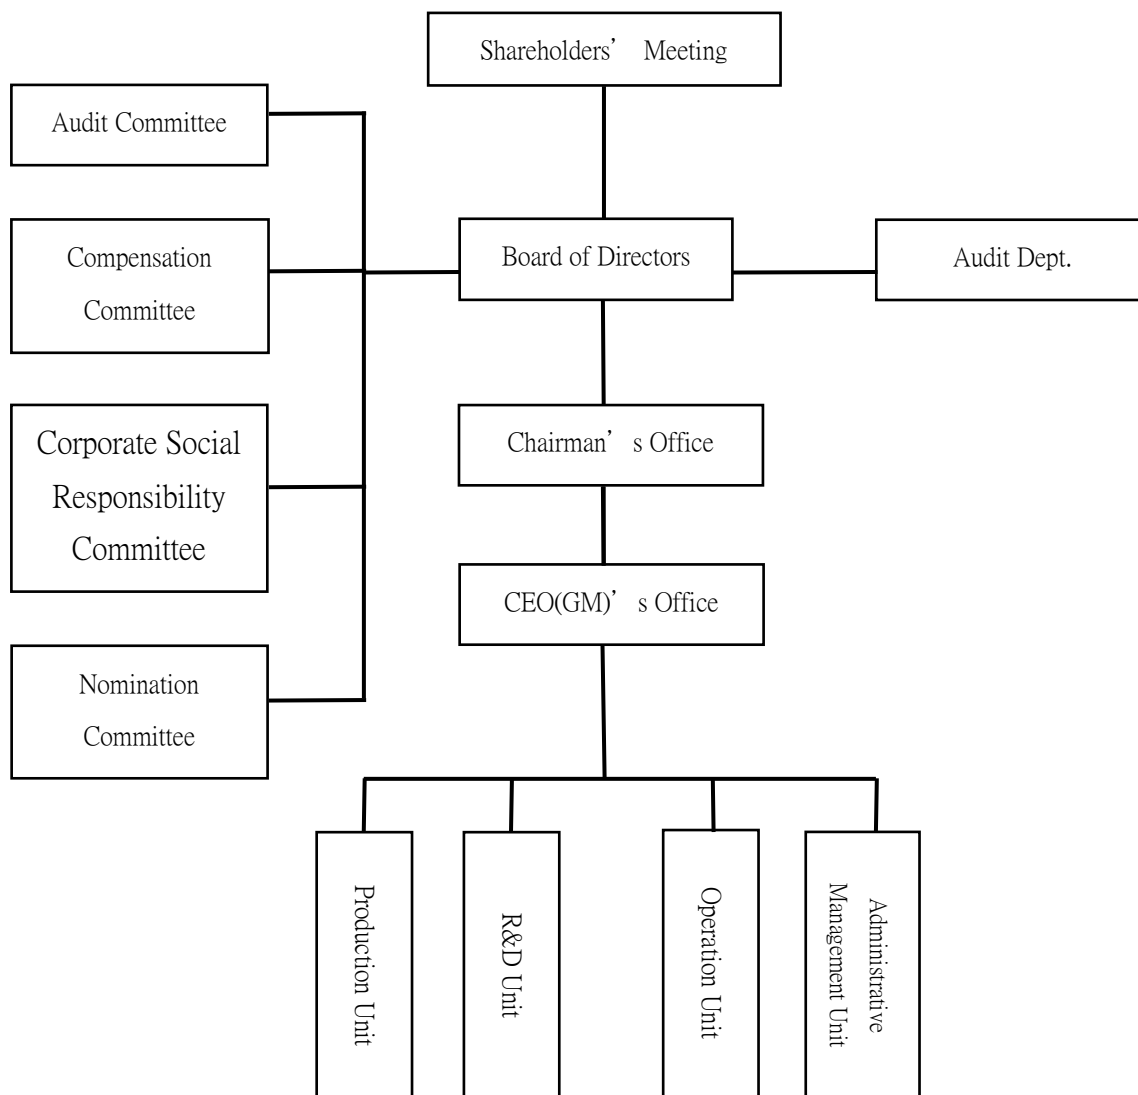 Shareholders’ Meeting
Audit Committee
Compensation
Committee
Board of Directors
Audit Dept.
Corporate Social
Responsibility
Committee
Chairman’s Office
CEO(GM)’s Office
Nomination
Committee
Production Unit
R&D Unit
Operation Unit
Administrative
Management Unit